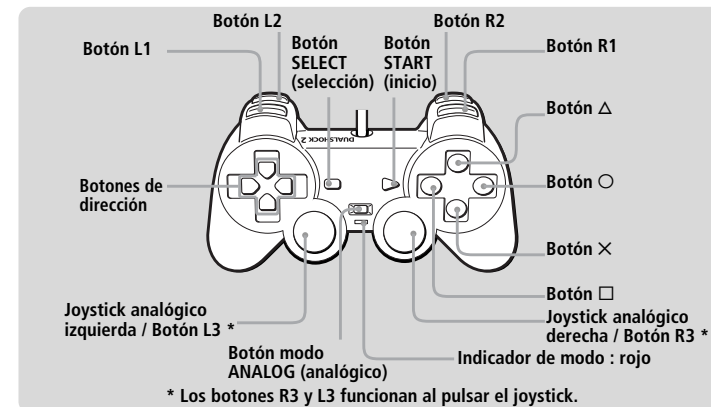 Botón L2
Botón R2
Botón L1
Botón
SELECT
(selección)
Botón
START
(inicio)
Botón R1
Botón △
DUALSHOCK 2
Botones de
dirección
Botón ○
Botón ✕
Botón □
Joystick analógico
izquierda / Botón L3 *
Joystick analógico
derecha / Botón R3 *
Botón modo
ANALOG (analógico)
Indicador de modo : rojo
* Los botones R3 y L3 funcionan al pulsar el joystick.